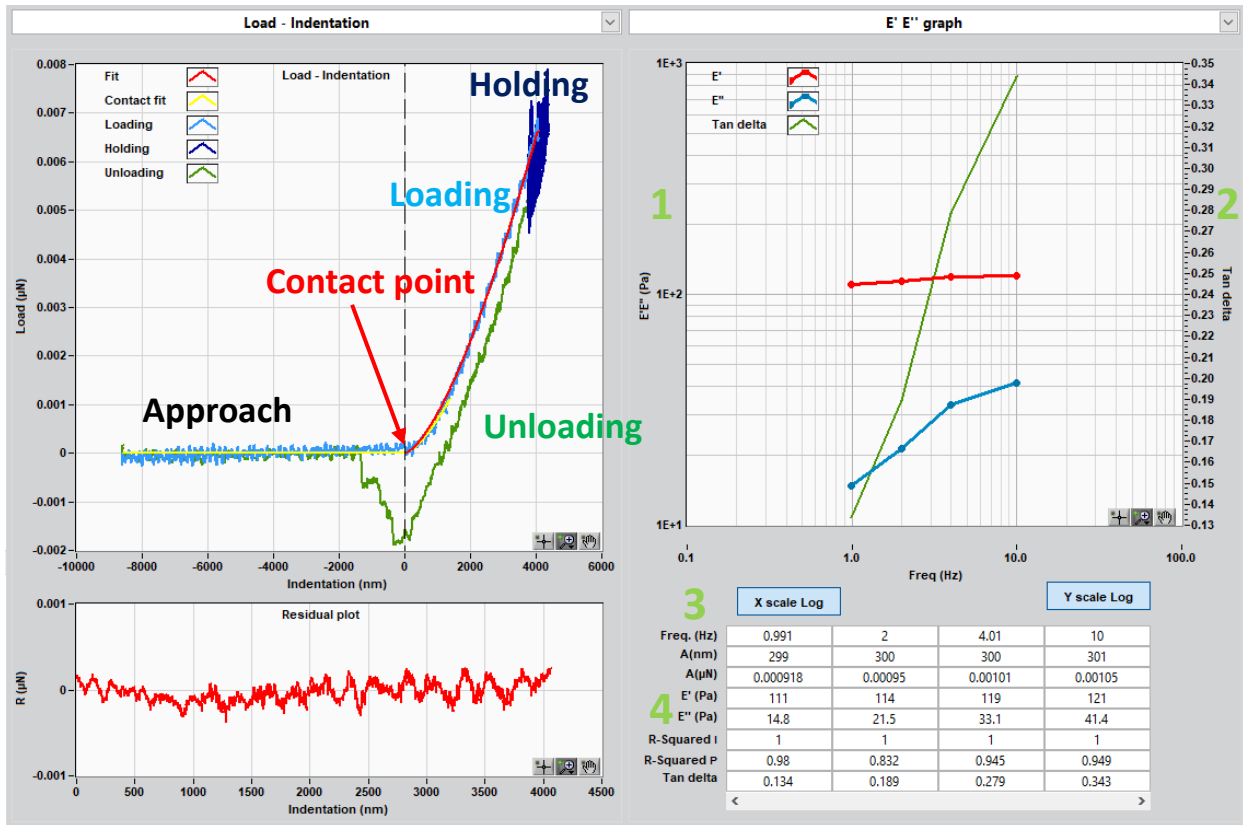 Load - Indentation
E' E'' graph
Load - Indentation
Fit
Contact fit
Loading
Holding
Unloading
Holding
Loading
Contact point
Approach
Unloading
0.008
0.007
0.006
0.005
0.004
0.003
0.002
0.001
0
-0.001
-0.002
Load (µN)
-10000 -8000 -6000 -4000 -2000 0 2000 4000 6000
Indentation (nm)
Residual plot
0.001
0
-0.001
R (µN)
0 500 1000 1500 2000 2500 3000 3500 4000 4500
Indentation (nm)
E'
E''
Tan delta
1E+3
1E+2
1E+1
E'E'' (Pa)
1
2
0.35
0.34
0.33
0.32
0.31
0.30
0.29
0.28
0.27
0.26
0.25
0.24
0.23
0.22
0.21
0.20
0.19
0.18
0.17
0.16
0.15
0.14
0.13
Tan delta
0.1 1.0 10.0 100.0
Freq (Hz)
3
X scale Log
Y scale Log
Freq. (Hz) 0.991 2 4.01 10
A(nm) 299 300 300 301
A(µN) 0.000918 0.00095 0.00101 0.00105
4
E' (Pa) 111 114 119 121
E'' (Pa) 14.8 21.5 33.1 41.4
R-Squared I 1 1 1 1
R-Squared P 0.98 0.832 0.945 0.949
Tan delta 0.134 0.189 0.279 0.343